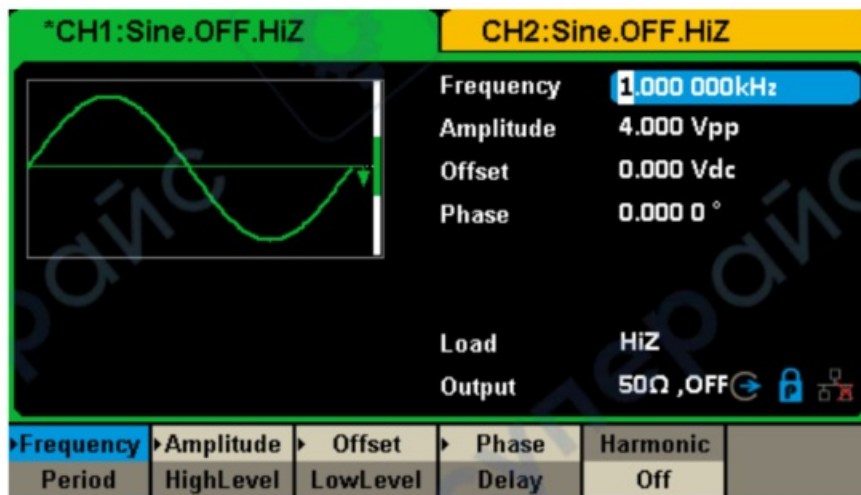 *CH1:Sine.OFF.HiZ
CH2:Sine.OFF.HiZ
Frequency 1.000 000kHz
Amplitude 4.000 Vpp
Offset 0.000 Vdc
Phase 0.000 0 °
Load HiZ
Output 50Ω ,OFF
Frequency Amplitude Offset Phase Harmonic
Period HighLevel LowLevel Delay Off